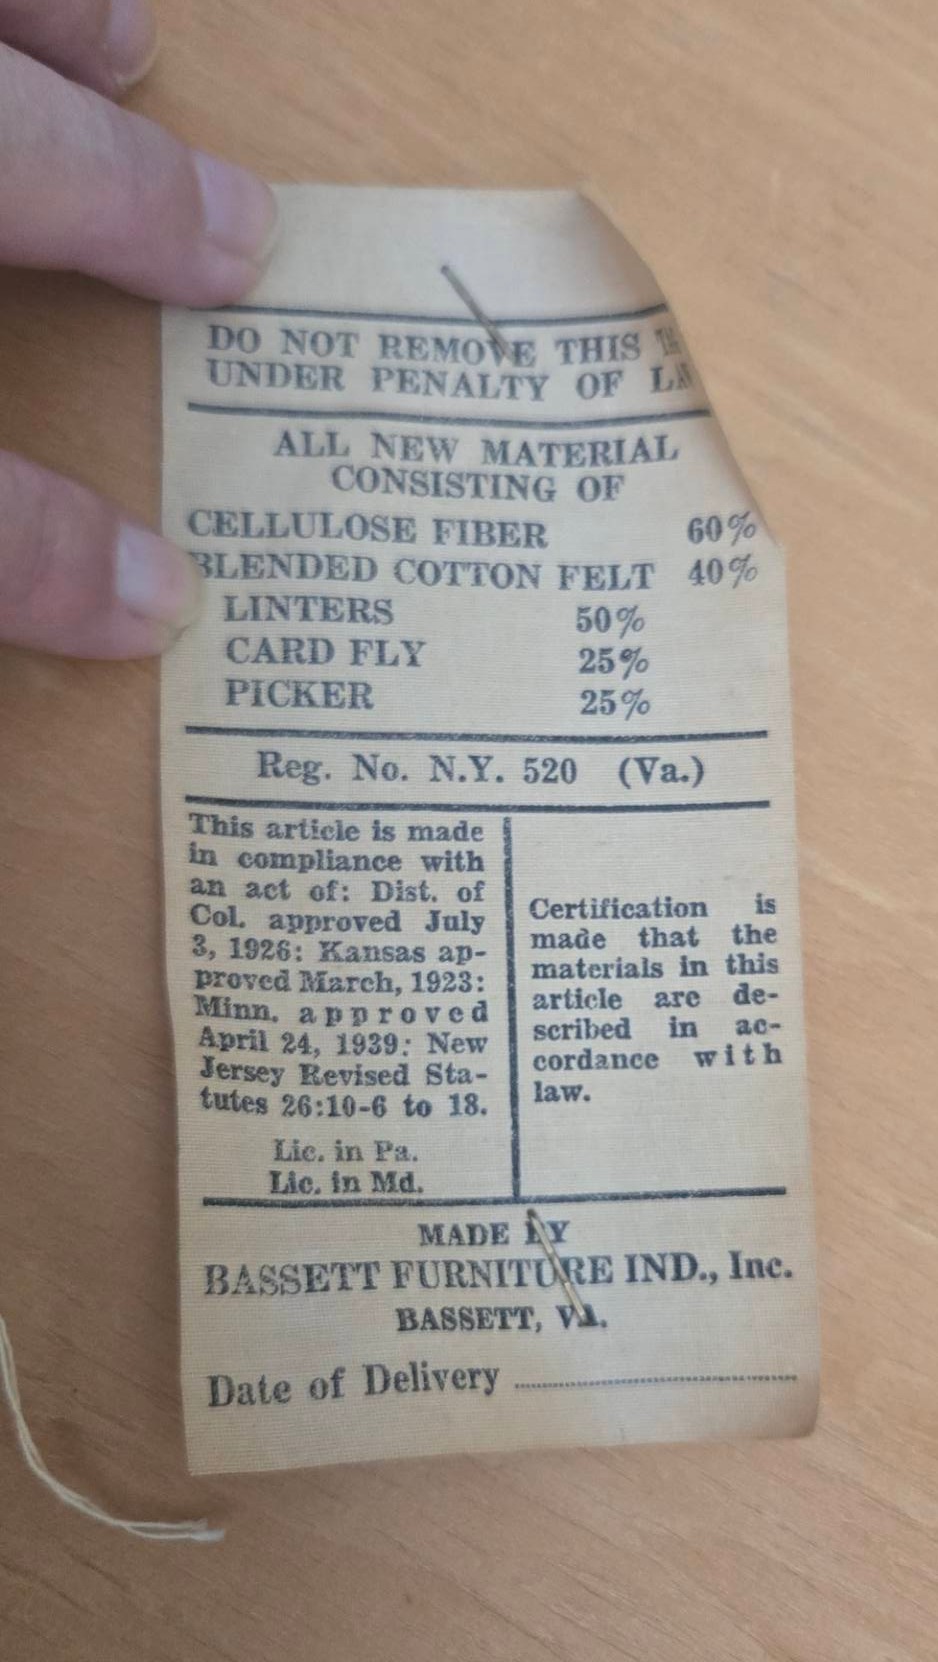 DO NOT REMOVE THIS
UNDER PENALTY OF
ALL NEW MATERIAL
CONSISTING OF
CELLULOSE FIBER 60%
BLENDED COTTON FELT 40%
LINTERS 50%
CARD FLY 25%
PICKER 25%
Reg. No. N.Y. 520 (Va.)
This article is made
in compliance with
an act of: Dist. of
Col. approved July
3, 1926: Kansas ap-
proved March, 1923:
Minn. approved
April 24, 1939: New
Jersey Revised Sta-
tutes 26:10-6 to 18.
Lic. in Pa.
Lic. in Md.
Certification is
made that the
materials in this
article are de-
scribed in ac-
cordance with
law.
MADE BY
BASSETT FURNITURE IND., Inc.
BASSETT, VA.
Date of Delivery